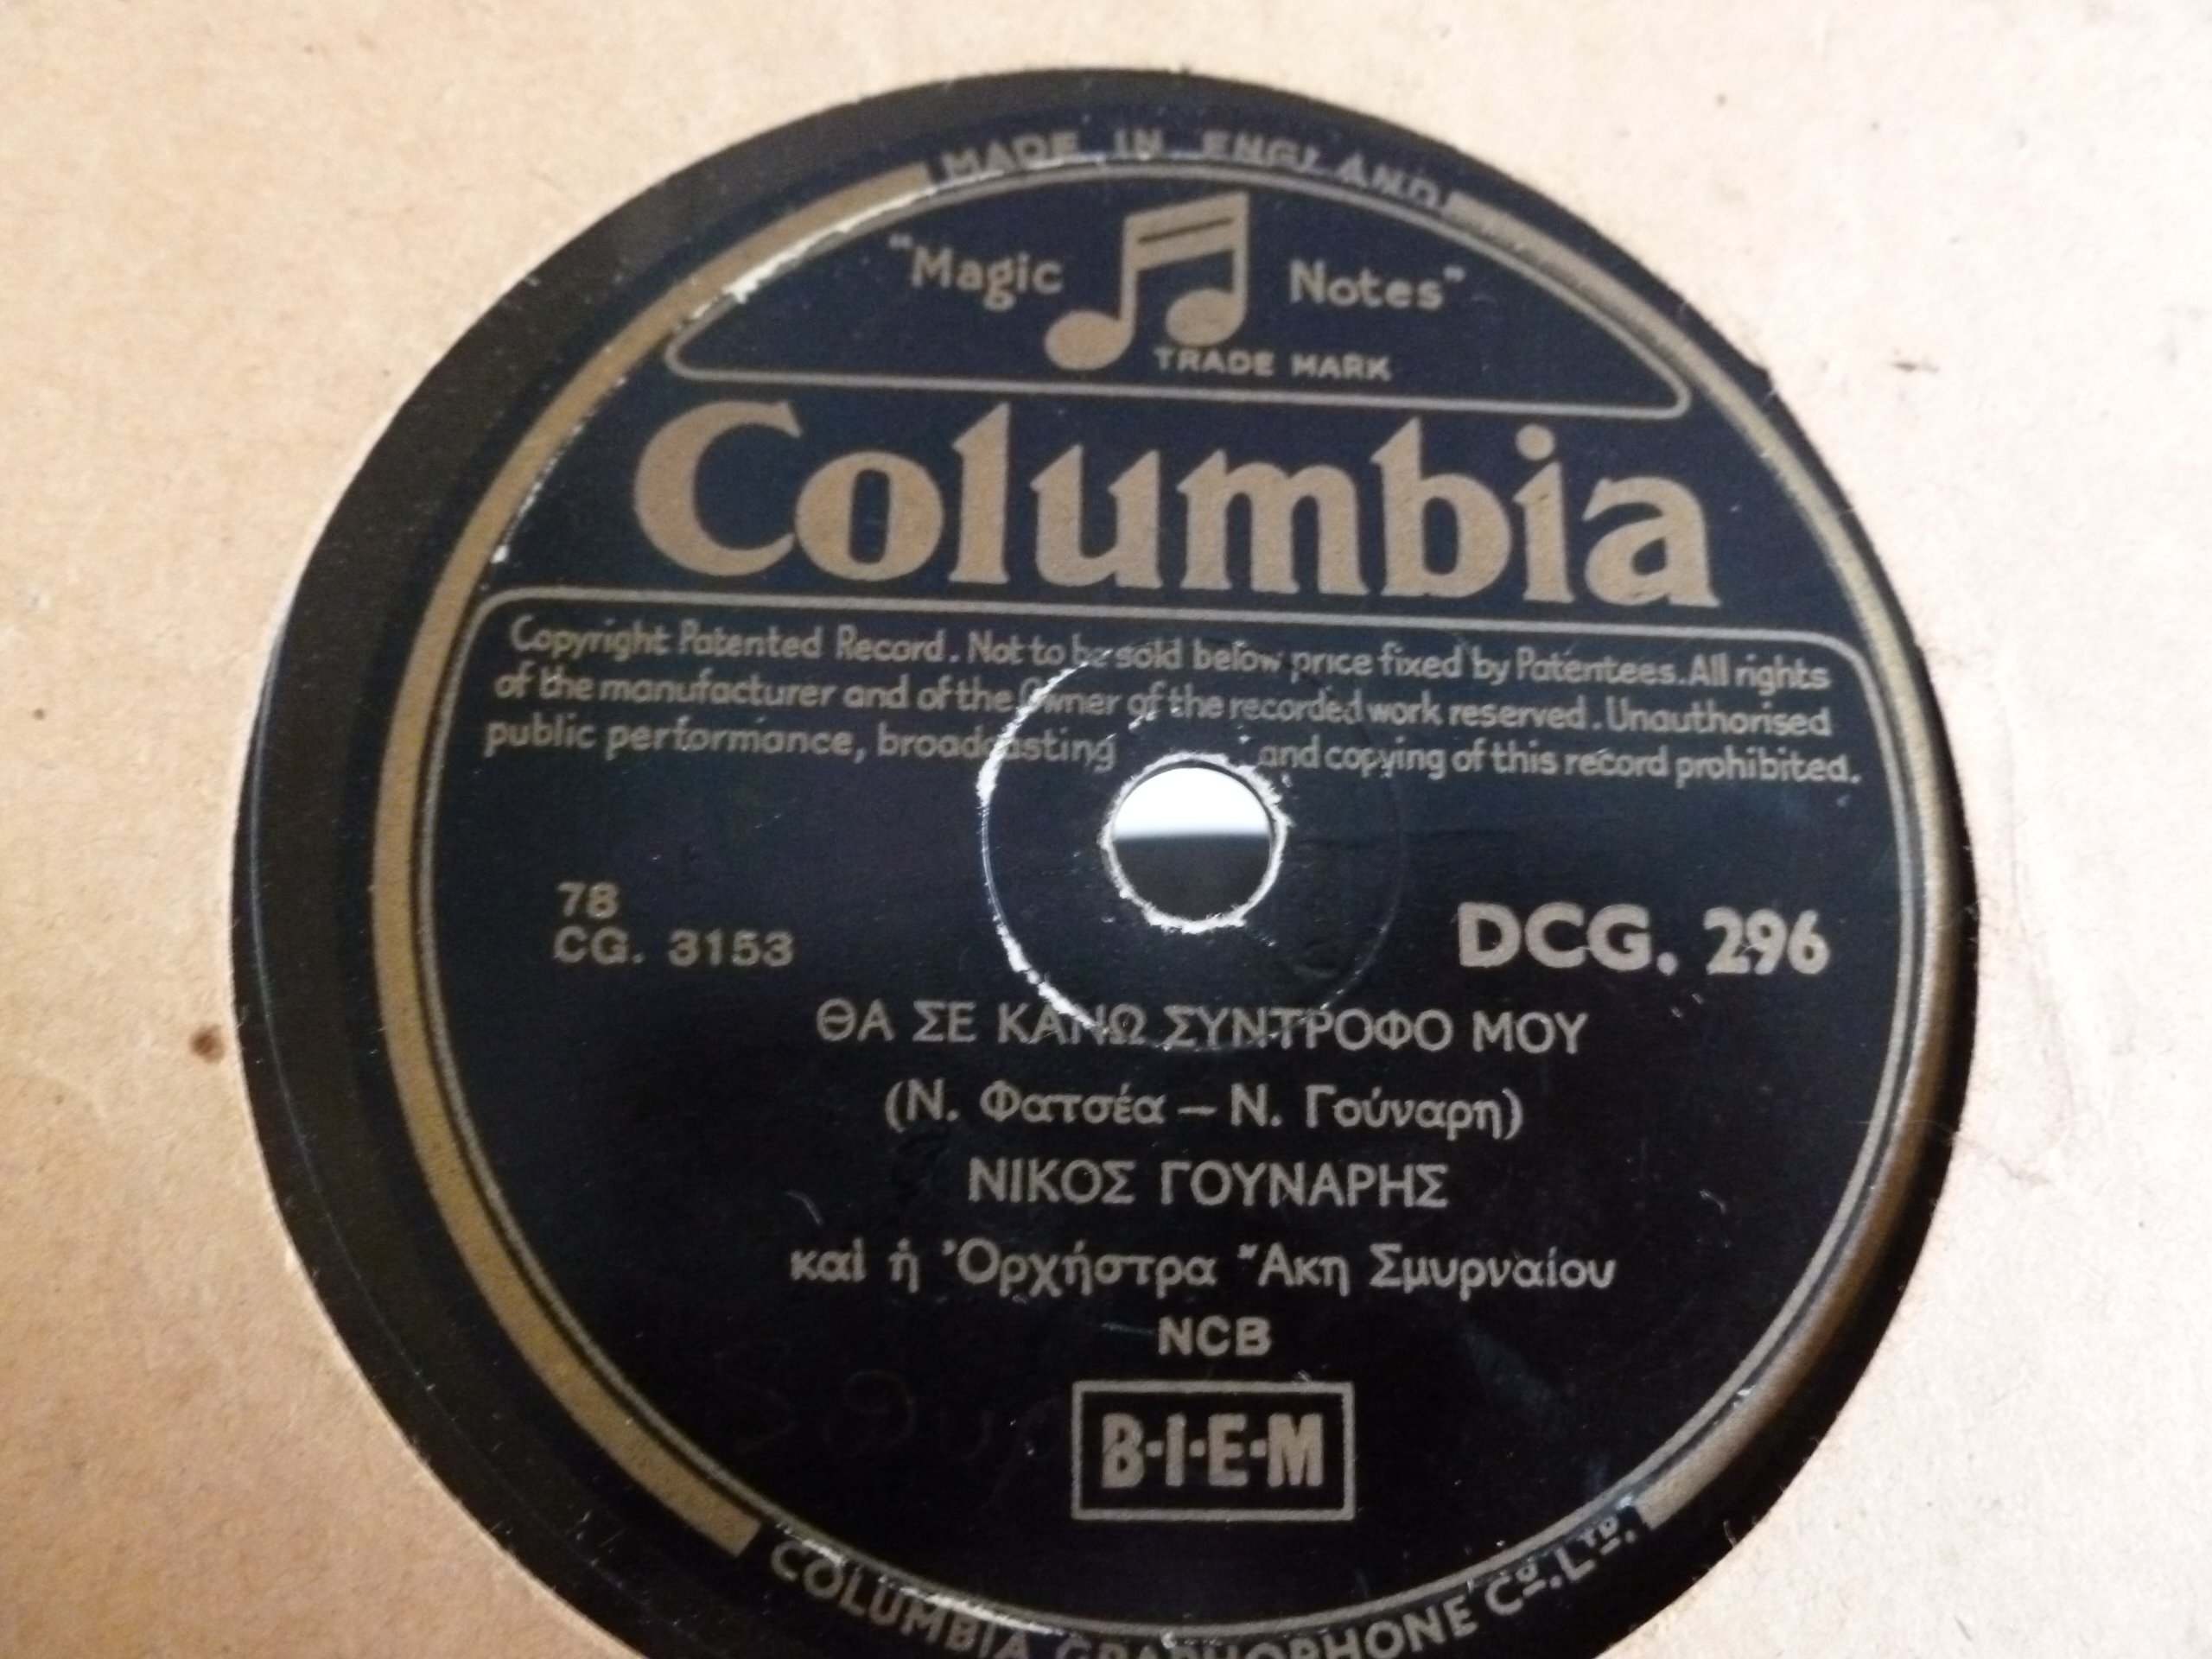 MADE IN ENGLAND
"Magic Notes"
TRADE MARK
Columbia
Copyright Patented Record. Not to be sold below price fixed by Patentees. All rights
of the manufacturer and of the Owner of the recorded work reserved. Unauthorised
public performance, broadcasting and copying of this record prohibited.
78
CG. 3153
DCG. 296
ΘΑ ΣΕ ΚΑΝΩ ΣΥΝΤΡΟΦΟ ΜΟΥ
(Ν. Φατσέα – Ν. Γούναρη)
ΝΙΚΟΣ ΓΟΥΝΑΡΗΣ
καὶ ἡ Ὀρχήστρα Ἄκη Σμυρναίου
NCB
B·I·E·M
COLUMBIA GRAPHOPHONE Co. LTD.